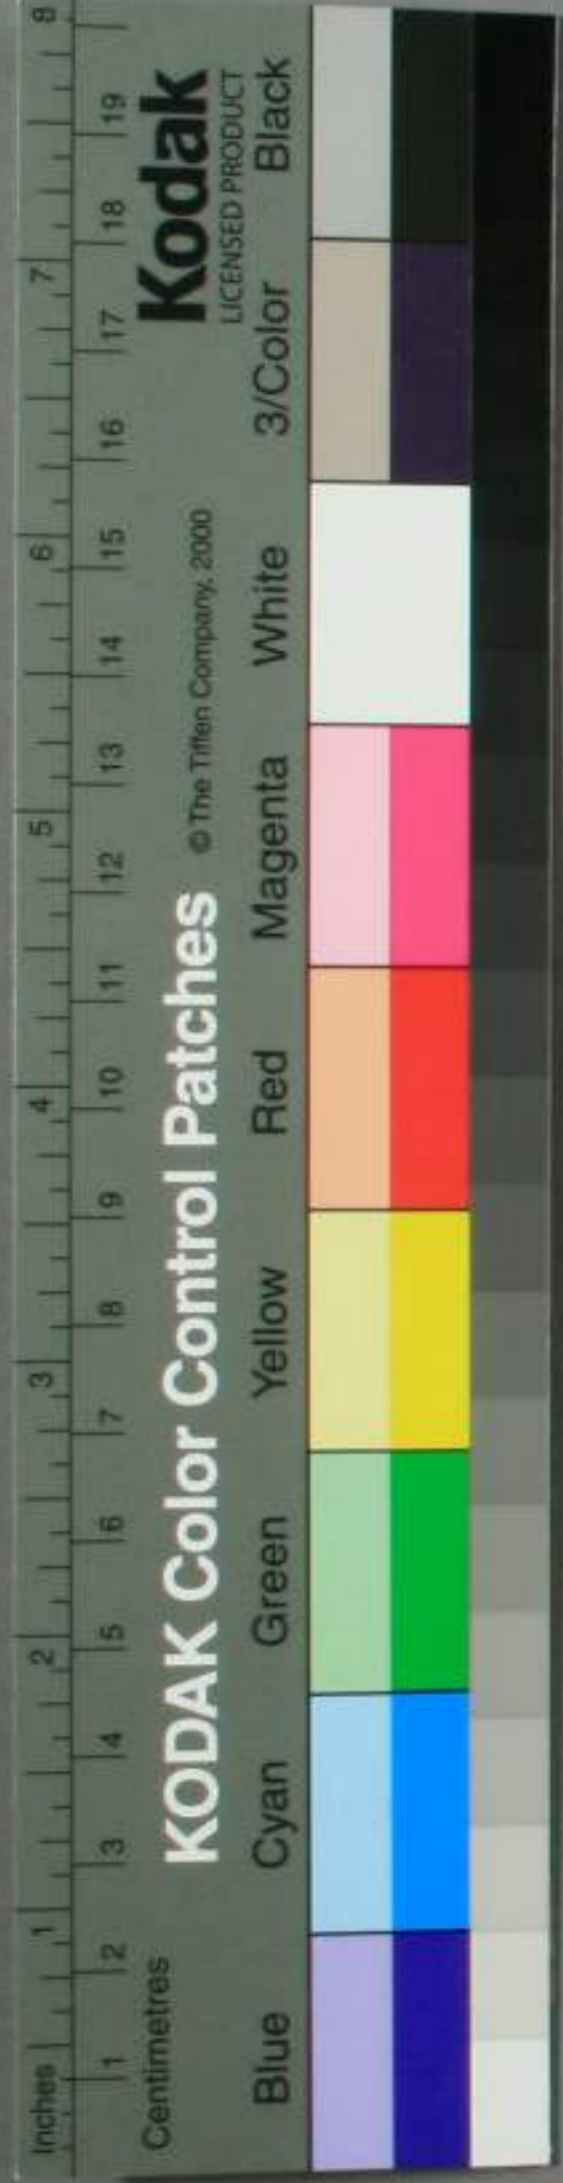 Inches 1 2 3 4 5 6 7 8
1 2 3 4 5 6 7 8 9 10 11 12 13 14 15 16 17 18 19
Centimetres
KODAK Color Control Patches © The Tiffen Company, 2000
Kodak
LICENSED PRODUCT
Blue Cyan Green Yellow Red Magenta White 3/Color Black